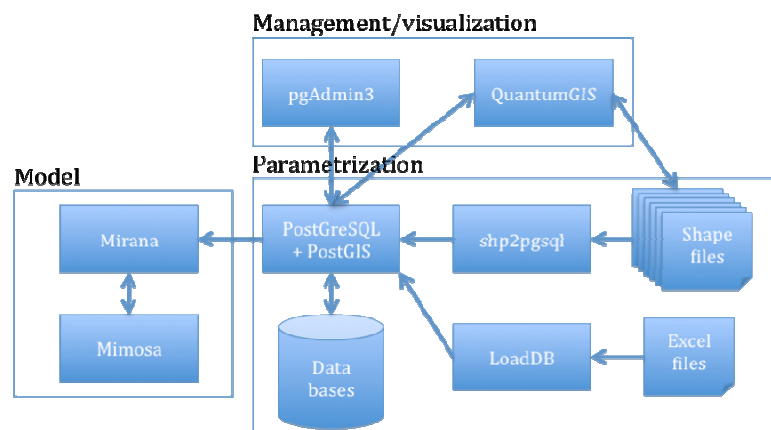 Management/visualization
pgAdmin3
QuantumGIS
Parametrization
Model
Mirana
PostGreSQL
+ PostGIS
shp2pgsql
Shape
files
Mimosa
Data
bases
LoadDB
Excel
files